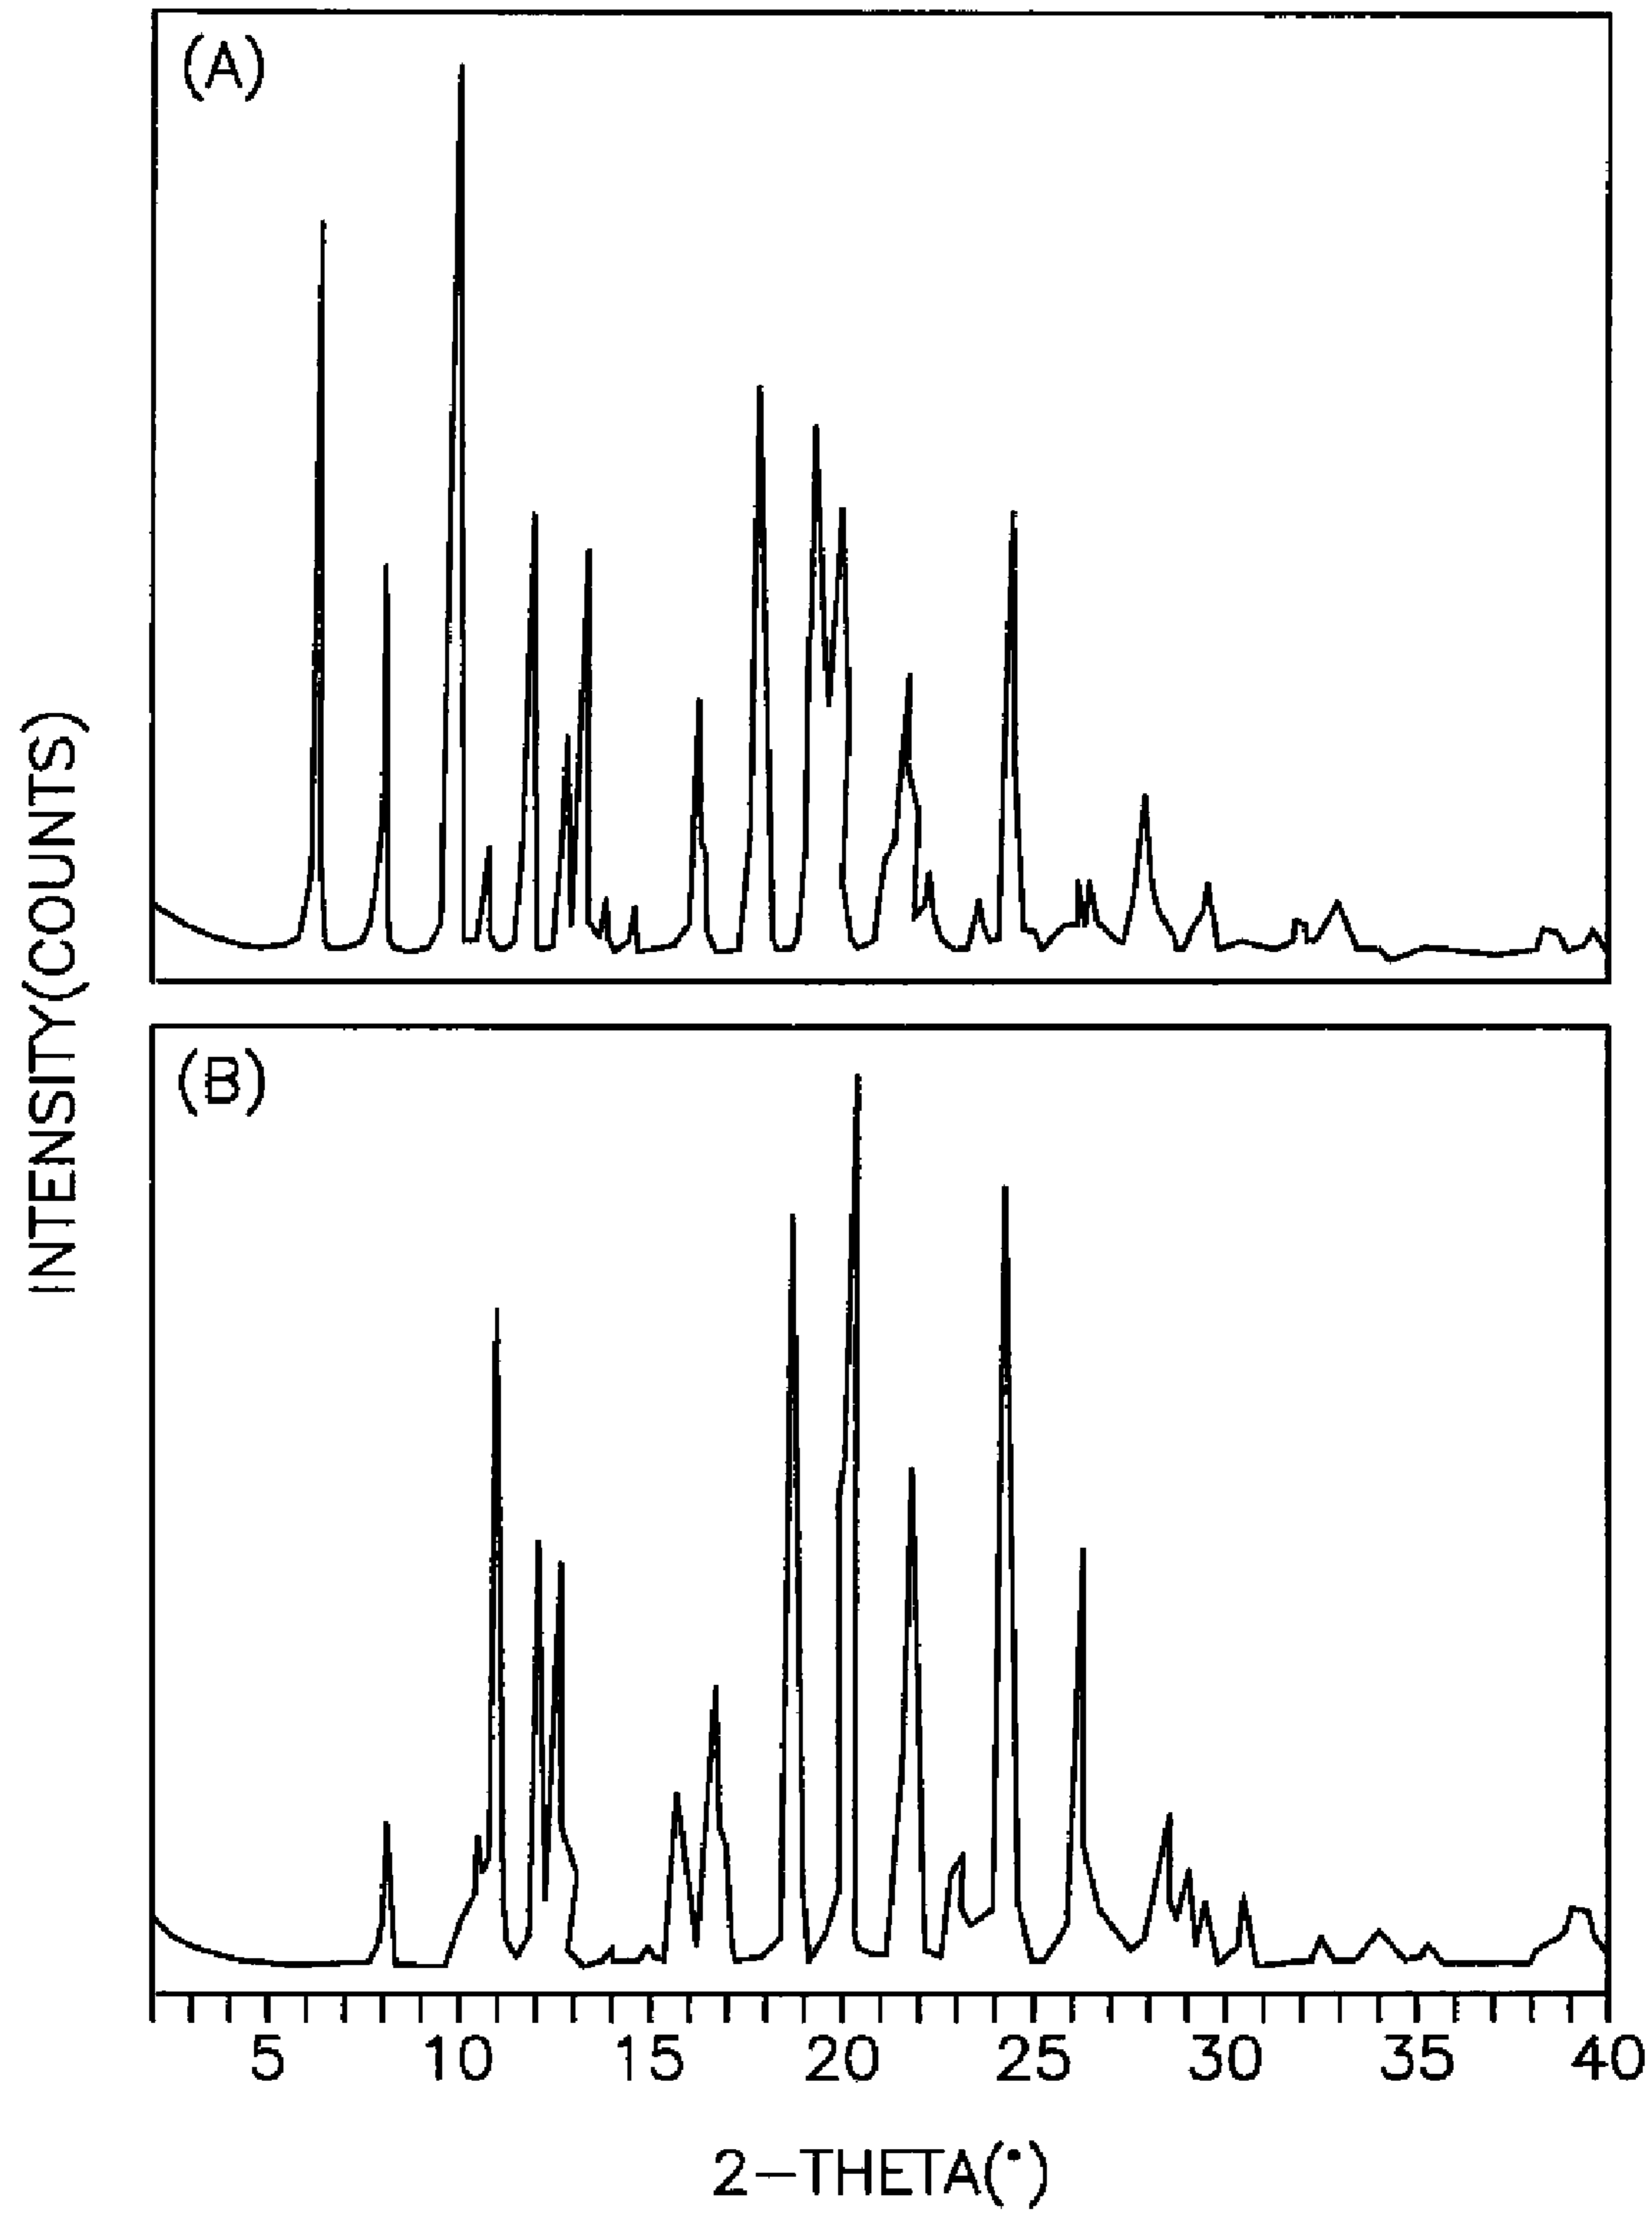 (A)
INTENSITY(COUNTS)
(B)
5 10 15 20 25 30 35 40
2-THETA(°)